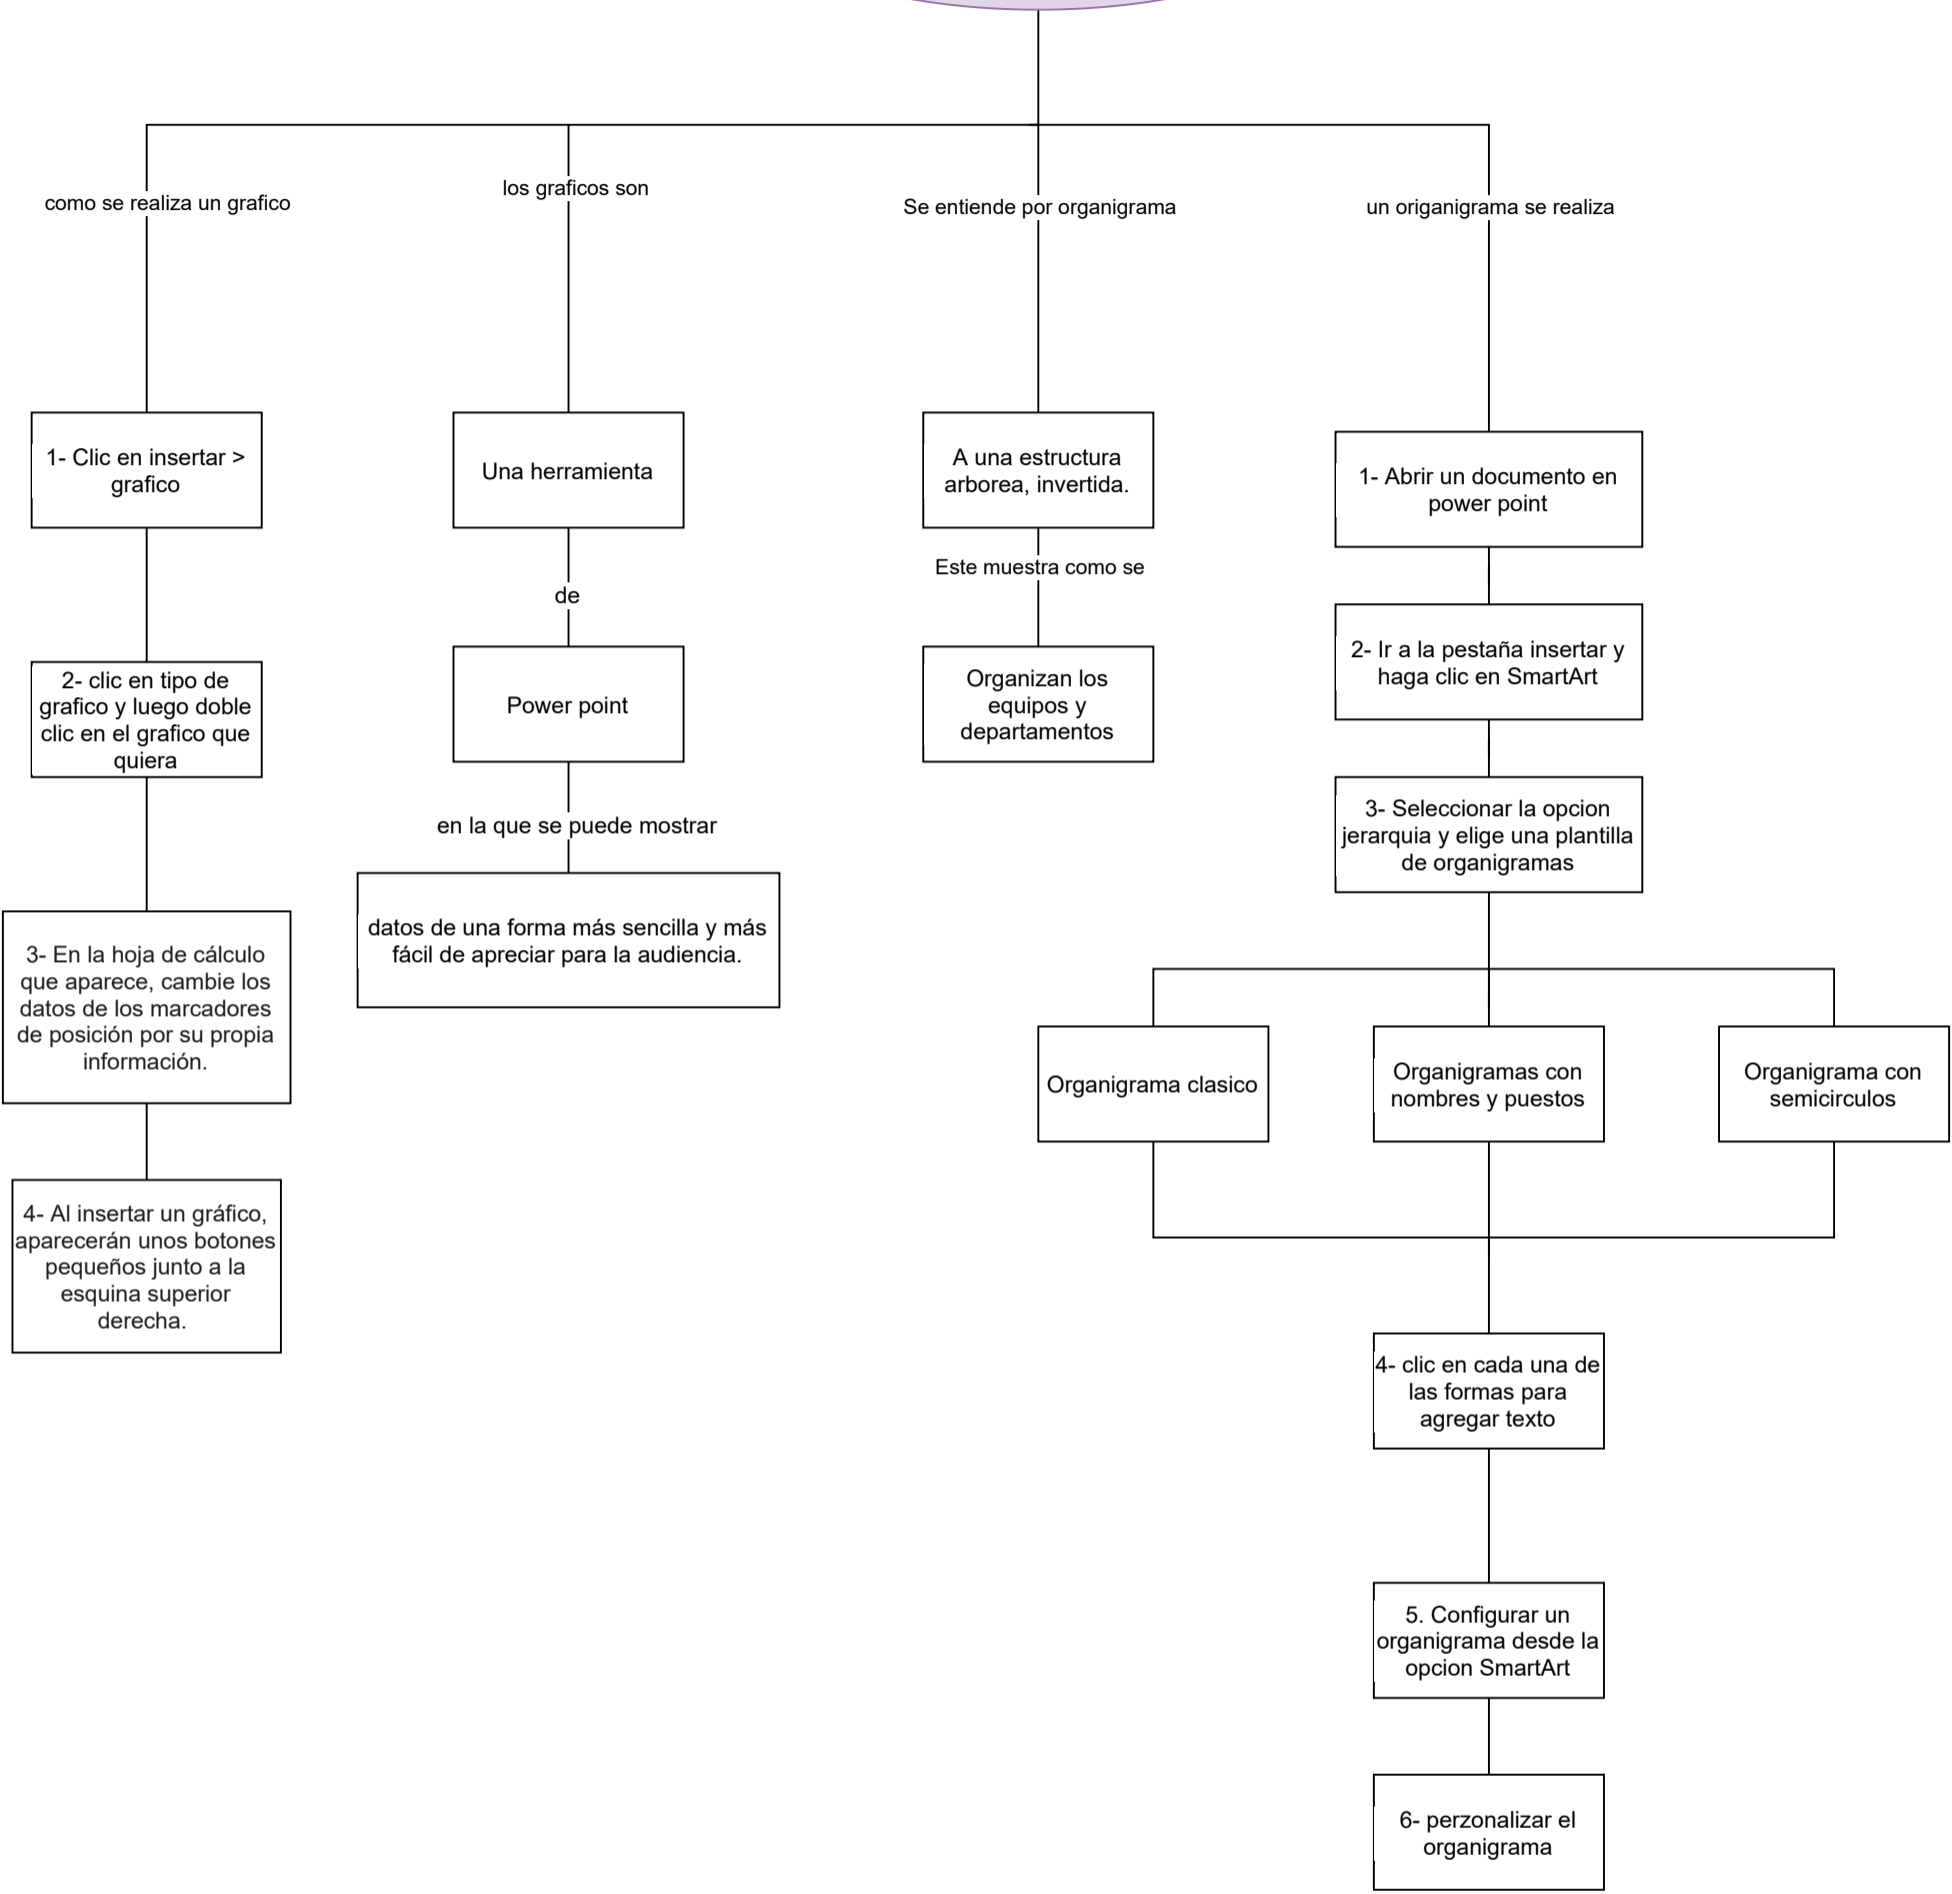 como se realiza un grafico
los graficos son
Se entiende por organigrama
un origanigrama se realiza
1- Clic en insertar >
grafico
2- clic en tipo de
grafico y luego doble
clic en el grafico que
quiera
3- En la hoja de cálculo
que aparece, cambie los
datos de los marcadores
de posición por su propia
información.
4- Al insertar un gráfico,
aparecerán unos botones
pequeños junto a la
esquina superior
derecha.
Una herramienta
de
Power point
en la que se puede mostrar
datos de una forma más sencilla y más
fácil de apreciar para la audiencia.
A una estructura
arborea, invertida.
Este muestra como se
Organizan los
equipos y
departamentos
1- Abrir un documento en
power point
2- Ir a la pestaña insertar y
haga clic en SmartArt
3- Seleccionar la opcion
jerarquia y elige una plantilla
de organigramas
Organigrama clasico
Organigramas con
nombres y puestos
Organigrama con
semicirculos
4- clic en cada una de
las formas para
agregar texto
5. Configurar un
organigrama desde la
opcion SmartArt
6- perzonalizar el
organigrama